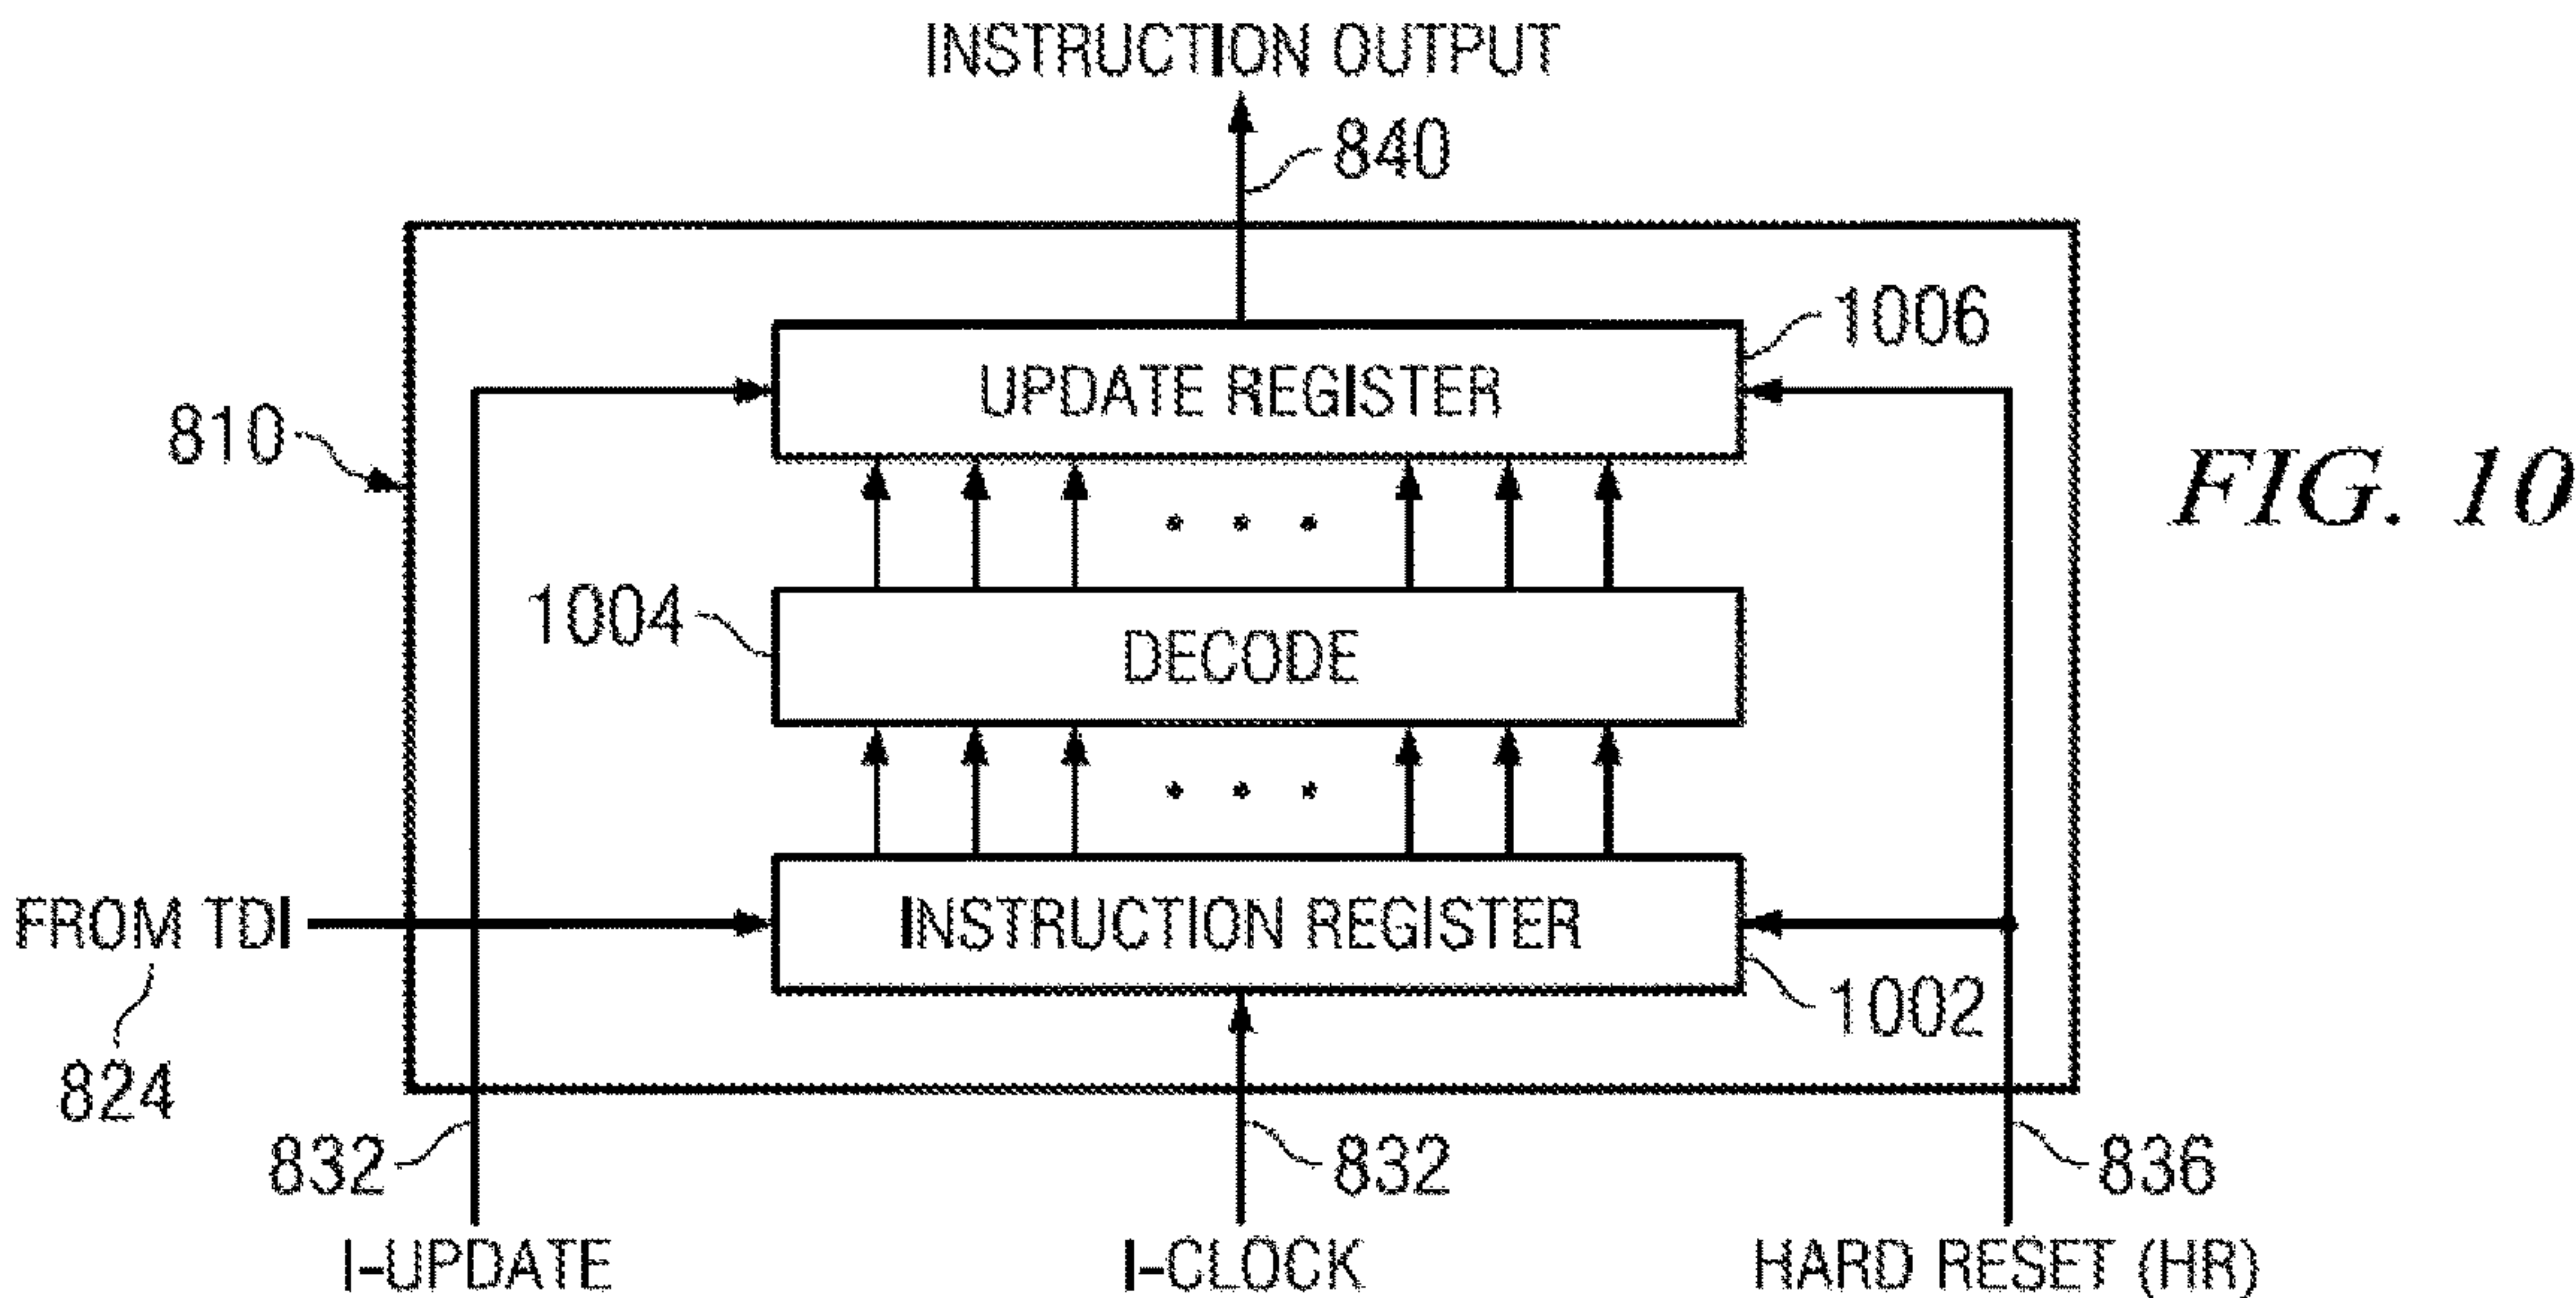 INSTRUCTION OUTPUT
840
1006
UPDATE REGISTER
810
FIG. 10
1004
DECODE
FROM TDI
INSTRUCTION REGISTER
1002
824
832
832
836
I-UPDATE
I-CLOCK
HARD RESET (HR)